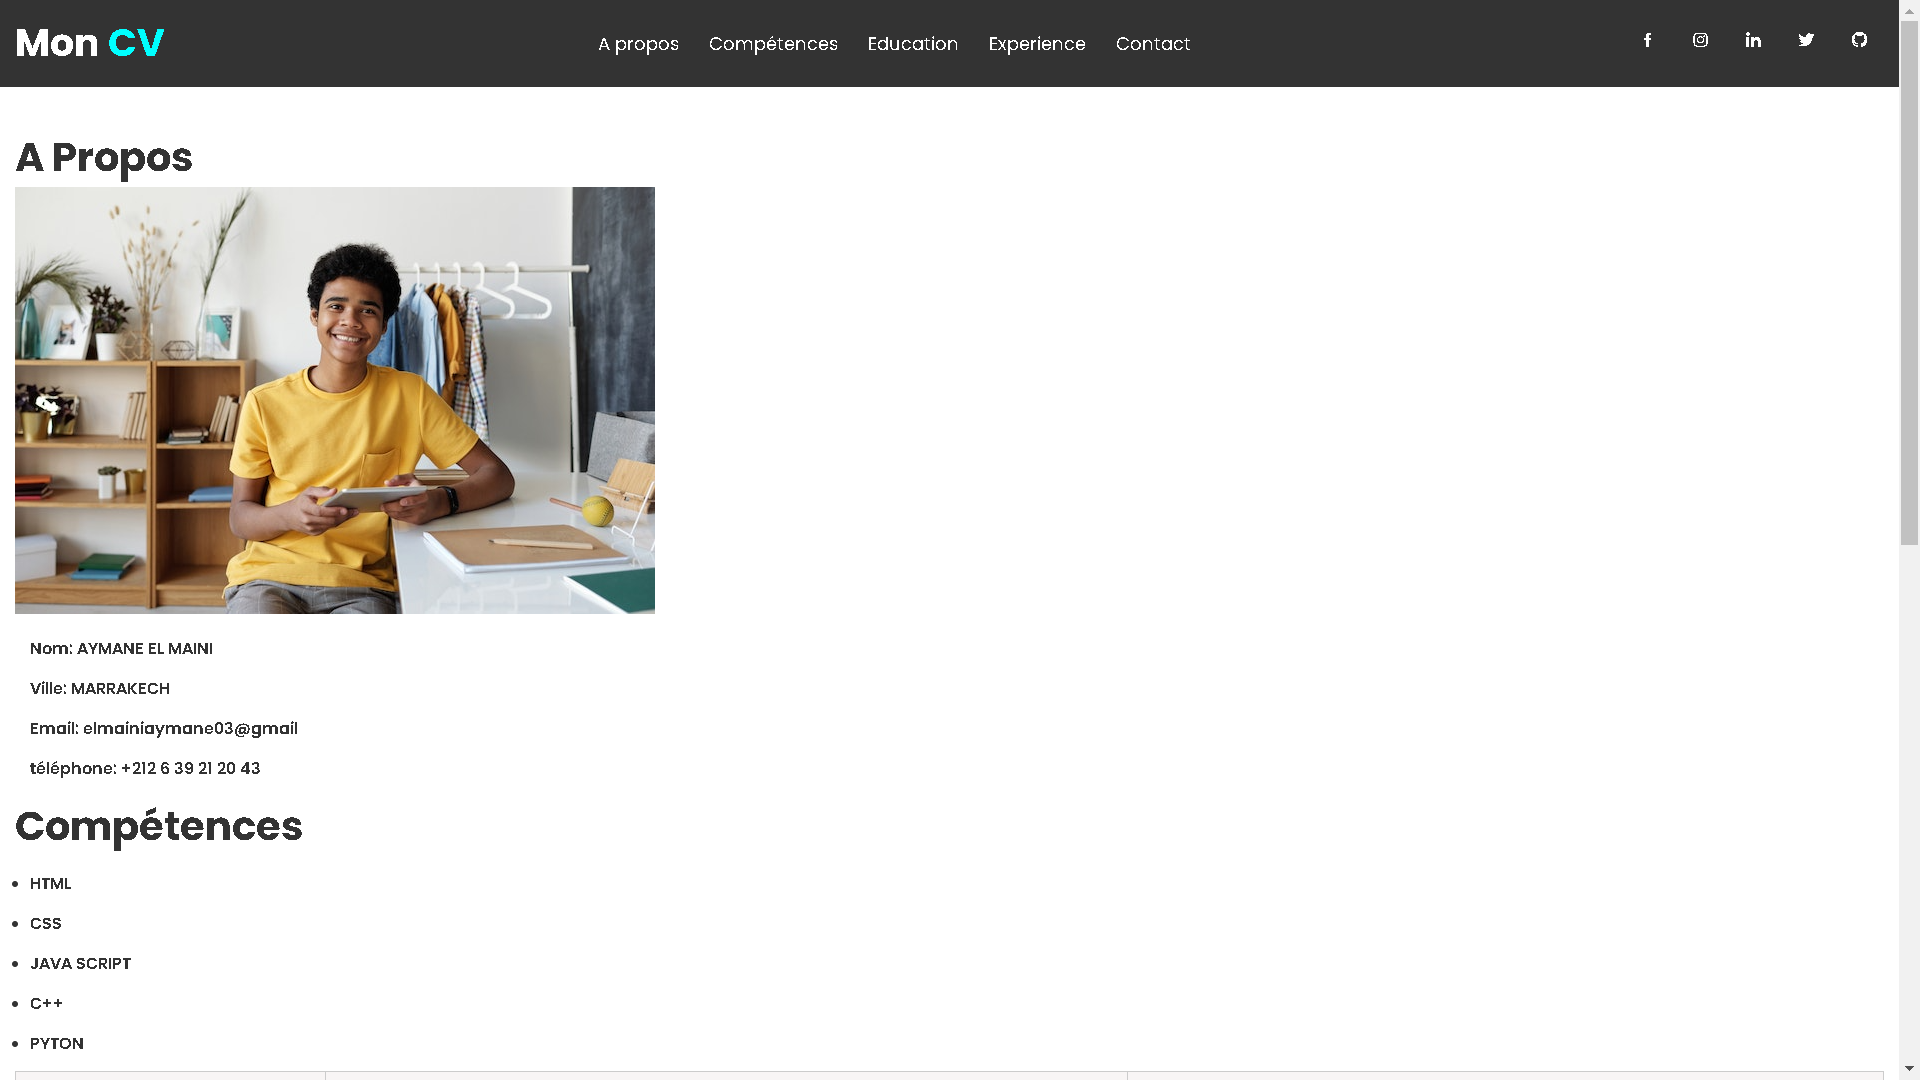 Mon CV
A propos Compétences Education Experience Contact
A Propos
Nom: AYMANE EL MAINI
Ville: MARRAKECH
Email: elmainiaymane03@gmail
téléphone: +212 6 39 21 20 43
Compétences
HTML
CSS
JAVA SCRIPT
C++
PYTON